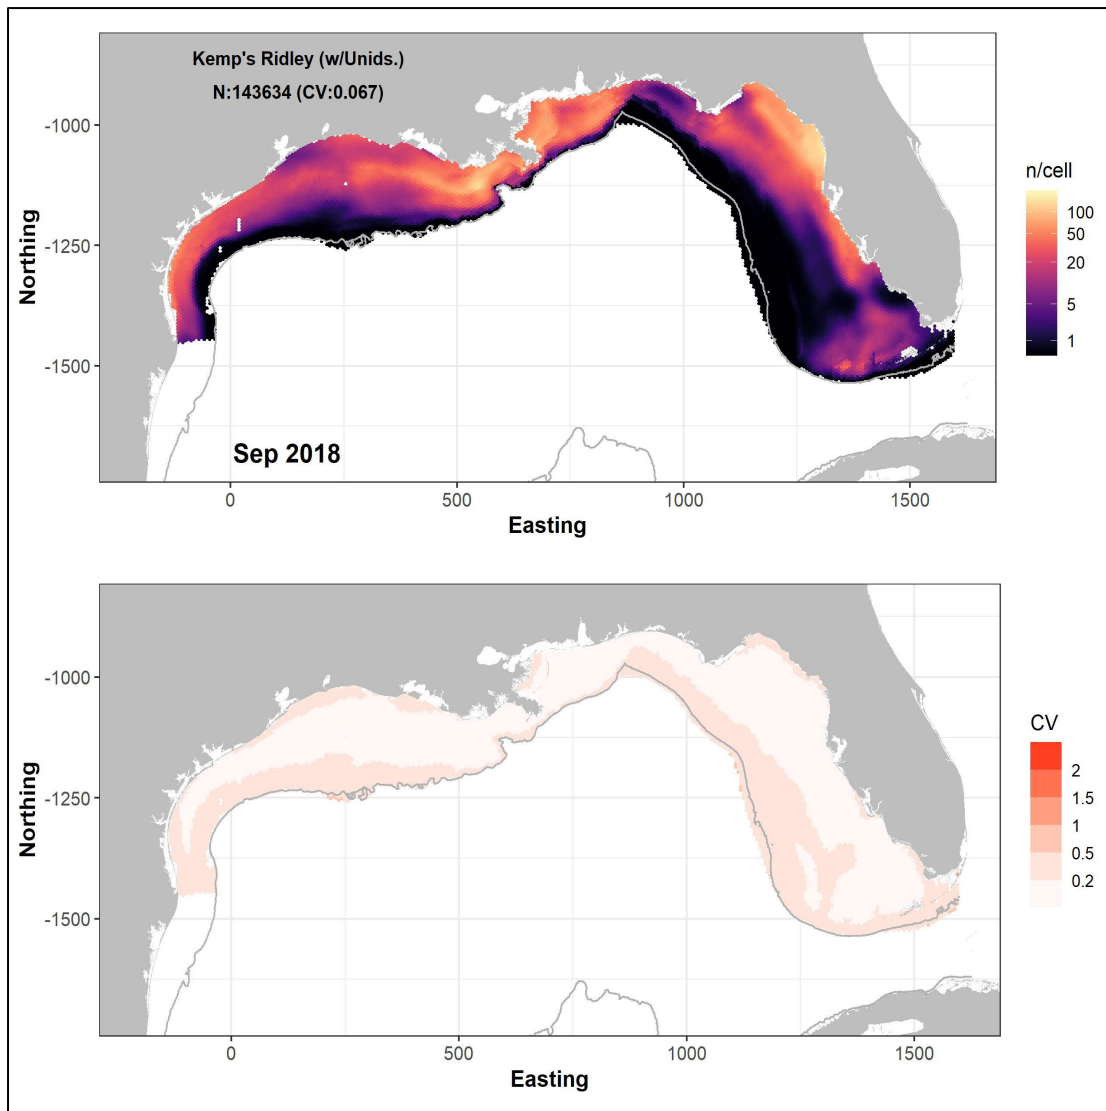 Kemp's Ridley (w/Unids.)
N:143634 (CV:0.067)
-1000
-1250
-1500
Northing
Sep 2018
0 500 1000 1500
Easting
n/cell
100
50
20
5
1
-1000
-1250
-1500
Northing
0 500 1000 1500
Easting
CV
2
1.5
1
0.5
0.2